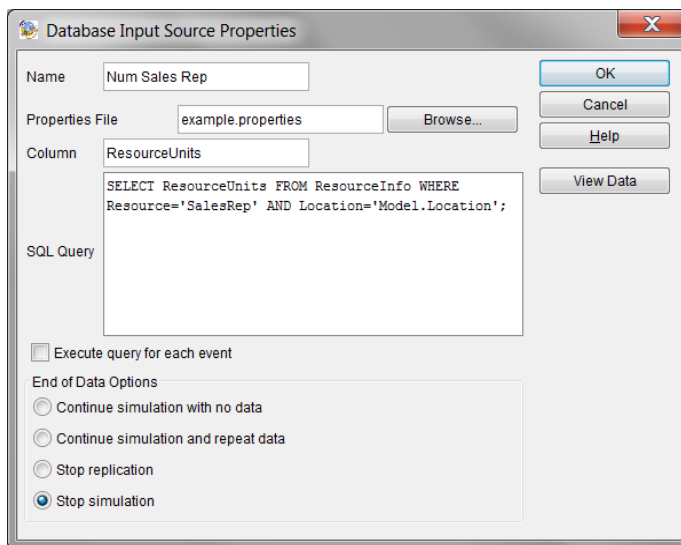 Database Input Source Properties
Name Num Sales Rep OK
Cancel
Properties File example.properties Browse...
Help
Column ResourceUnits
SELECT ResourceUnits FROM ResourceInfo WHERE View Data
Resource='SalesRep' AND Location='Model.Location';
SQL Query
Execute query for each event
End of Data Options
Continue simulation with no data
Continue simulation and repeat data
Stop replication
Stop simulation